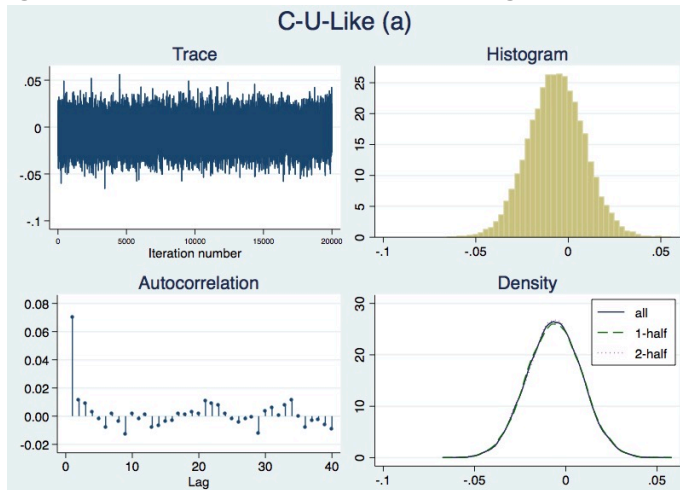 C-U-Like (a)
Trace
.05
0
-.05
-.1
0 5000 10000 15000 20000
Iteration number
Histogram
25
20
15
10
5
0
-.1 -.05 0 .05
Autocorrelation
0.08
0.06
0.04
0.02
0.00
-0.02
0 10 20 30 40
Lag
Density
30
20
10
0
all
1-half
2-half
-.1 -.05 0 .05